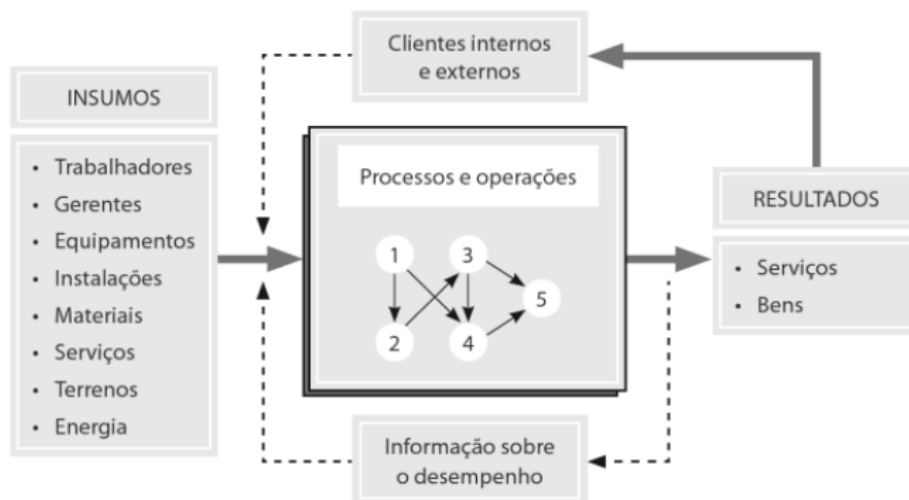 Clientes internos
e externos
INSUMOS
• Trabalhadores
• Gerentes
• Equipamentos
• Instalações
• Materiais
• Serviços
• Terrenos
• Energia
Processos e operações
1
3
5
2
4
RESULTADOS
• Serviços
• Bens
Informação sobre
o desempenho